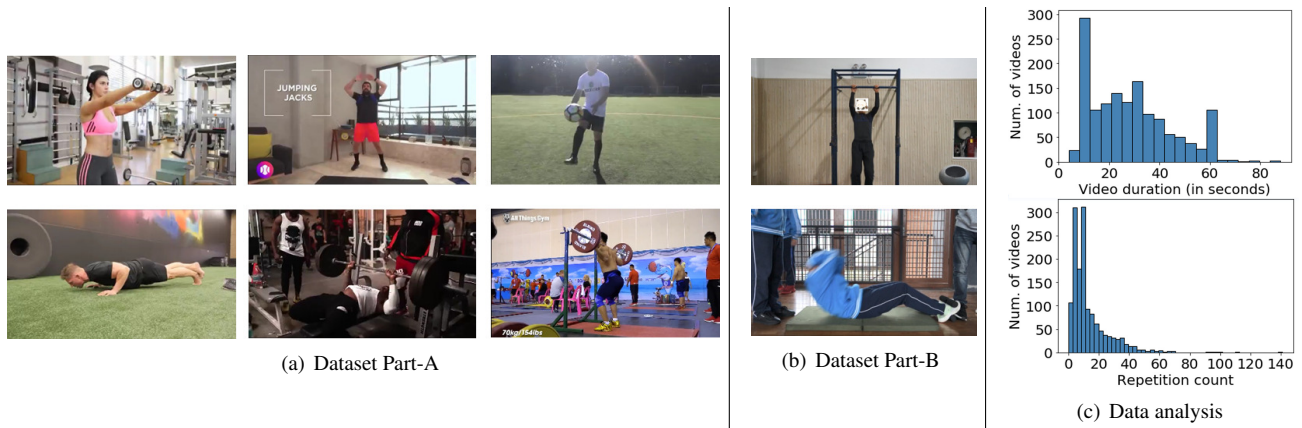 JUMPING
JACKS
All Things Gym
70kg/154lbs
(a) Dataset Part-A
(b) Dataset Part-B
300
250
200
150
100
50
0
Num. of videos
0 20 40 60 80
Video duration (in seconds)
300
250
200
150
100
50
0
Num. of videos
0 20 40 60 80 100 120 140
Repetition count
(c) Data analysis